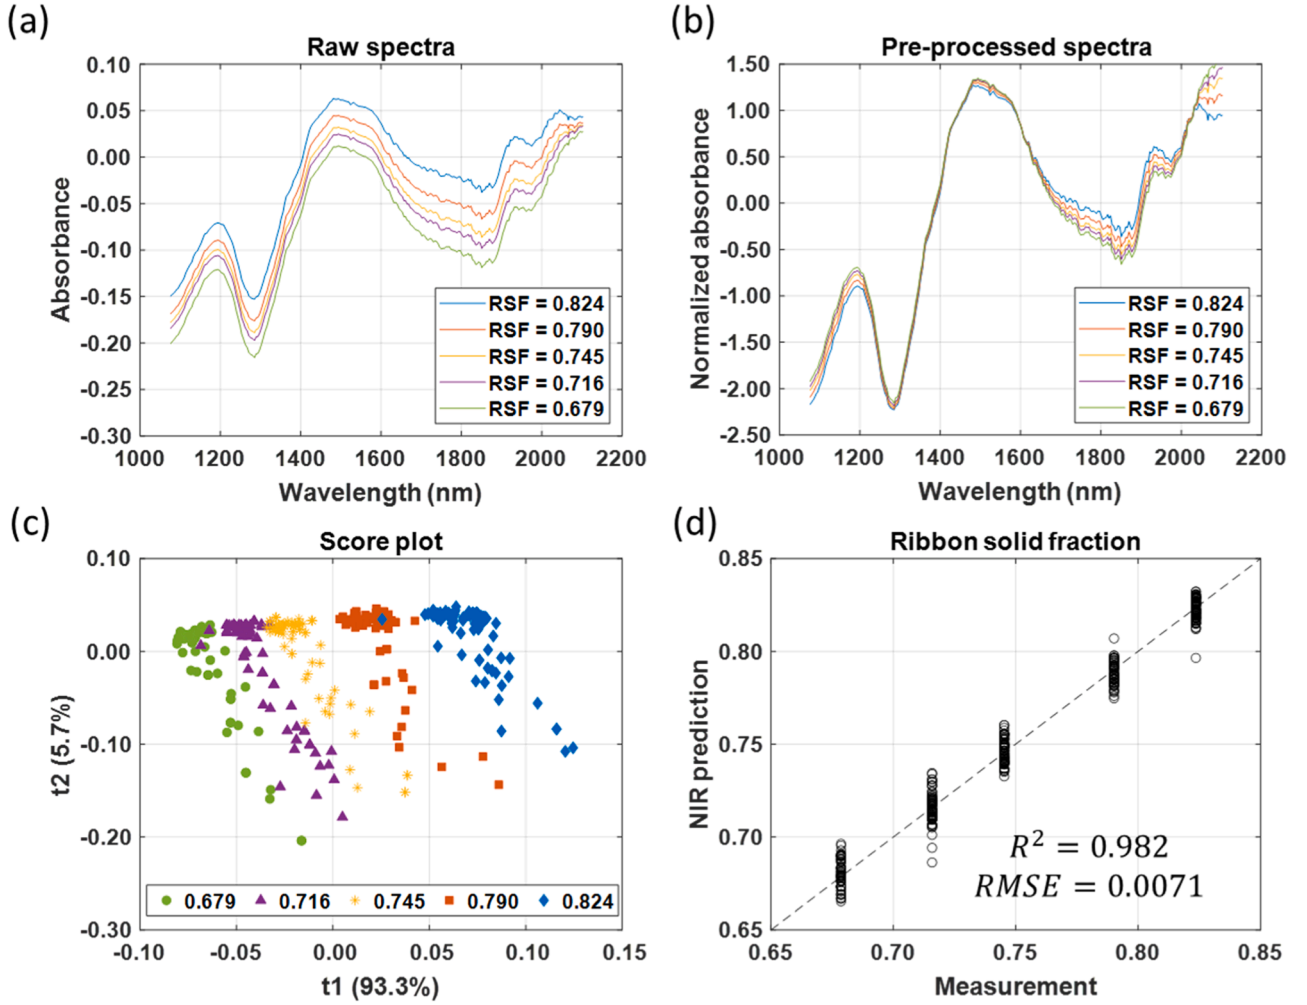 (a)
Raw spectra
Absorbance
0.10
0.05
0.00
-0.05
-0.10
-0.15
-0.20
-0.25
-0.30
RSF = 0.824
RSF = 0.790
RSF = 0.745
RSF = 0.716
RSF = 0.679
1000 1200 1400 1600 1800 2000 2200
Wavelength (nm)
(b)
Pre-processed spectra
Normalized absorbance
1.50
1.00
0.50
0.00
-0.50
-1.00
-1.50
-2.00
-2.50
RSF = 0.824
RSF = 0.790
RSF = 0.745
RSF = 0.716
RSF = 0.679
1000 1200 1400 1600 1800 2000 2200
Wavelength (nm)
(c)
Score plot
t2 (5.7%)
0.10
0.00
-0.10
-0.20
-0.30
0.679 0.716 0.745 0.790 0.824
-0.10 -0.05 0.00 0.05 0.10 0.15
t1 (93.3%)
(d)
Ribbon solid fraction
NIR prediction
0.85
0.80
0.75
0.70
0.65
R² = 0.982
RMSE = 0.0071
0.65 0.70 0.75 0.80 0.85
Measurement